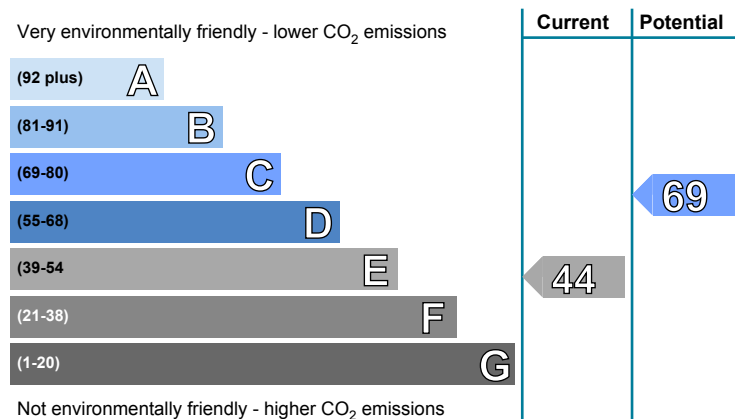 Current Potential
Very environmentally friendly - lower CO₂ emissions
(92 plus) A
(81-91) B
(69-80) C
69
(55-68) D
(39-54 E
44
(21-38) F
(1-20) G
Not environmentally friendly - higher CO₂ emissions